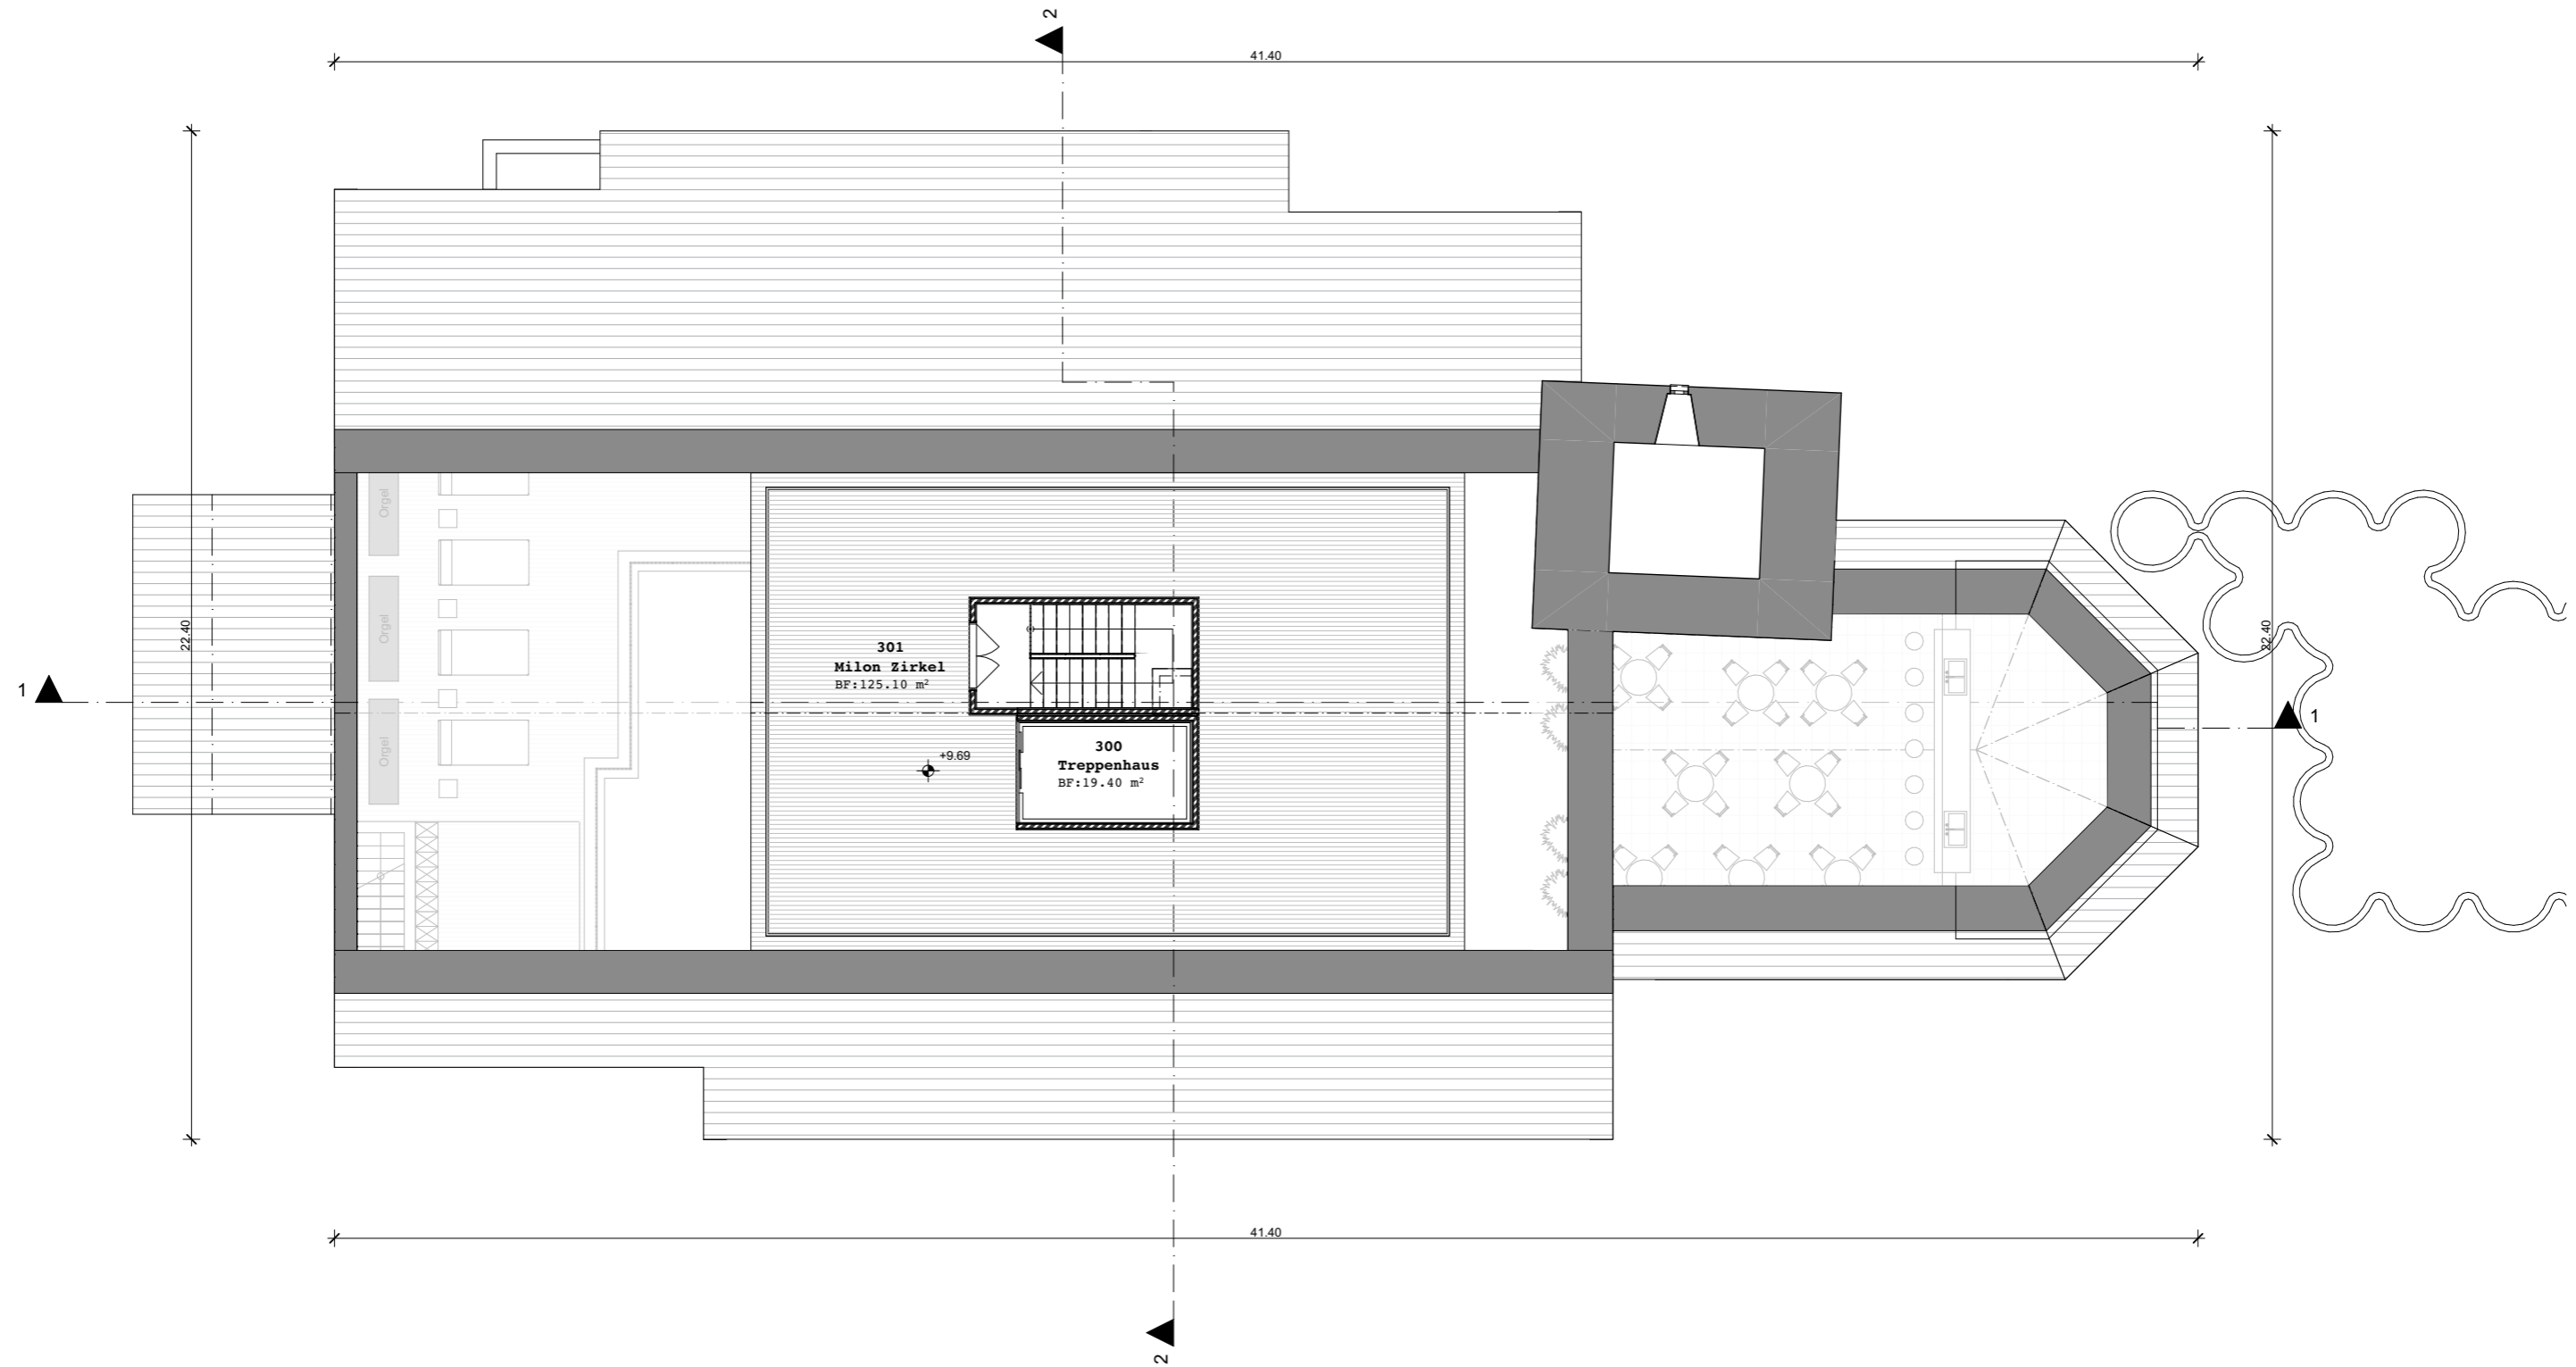 2
41.40
Orgel
Orgel
Orgel
22.40
22.40
301
Milon Zirkel
BF:125.10 m²
1
1
+9.69
300
Treppenhaus
BF:19.40 m²
41.40
2